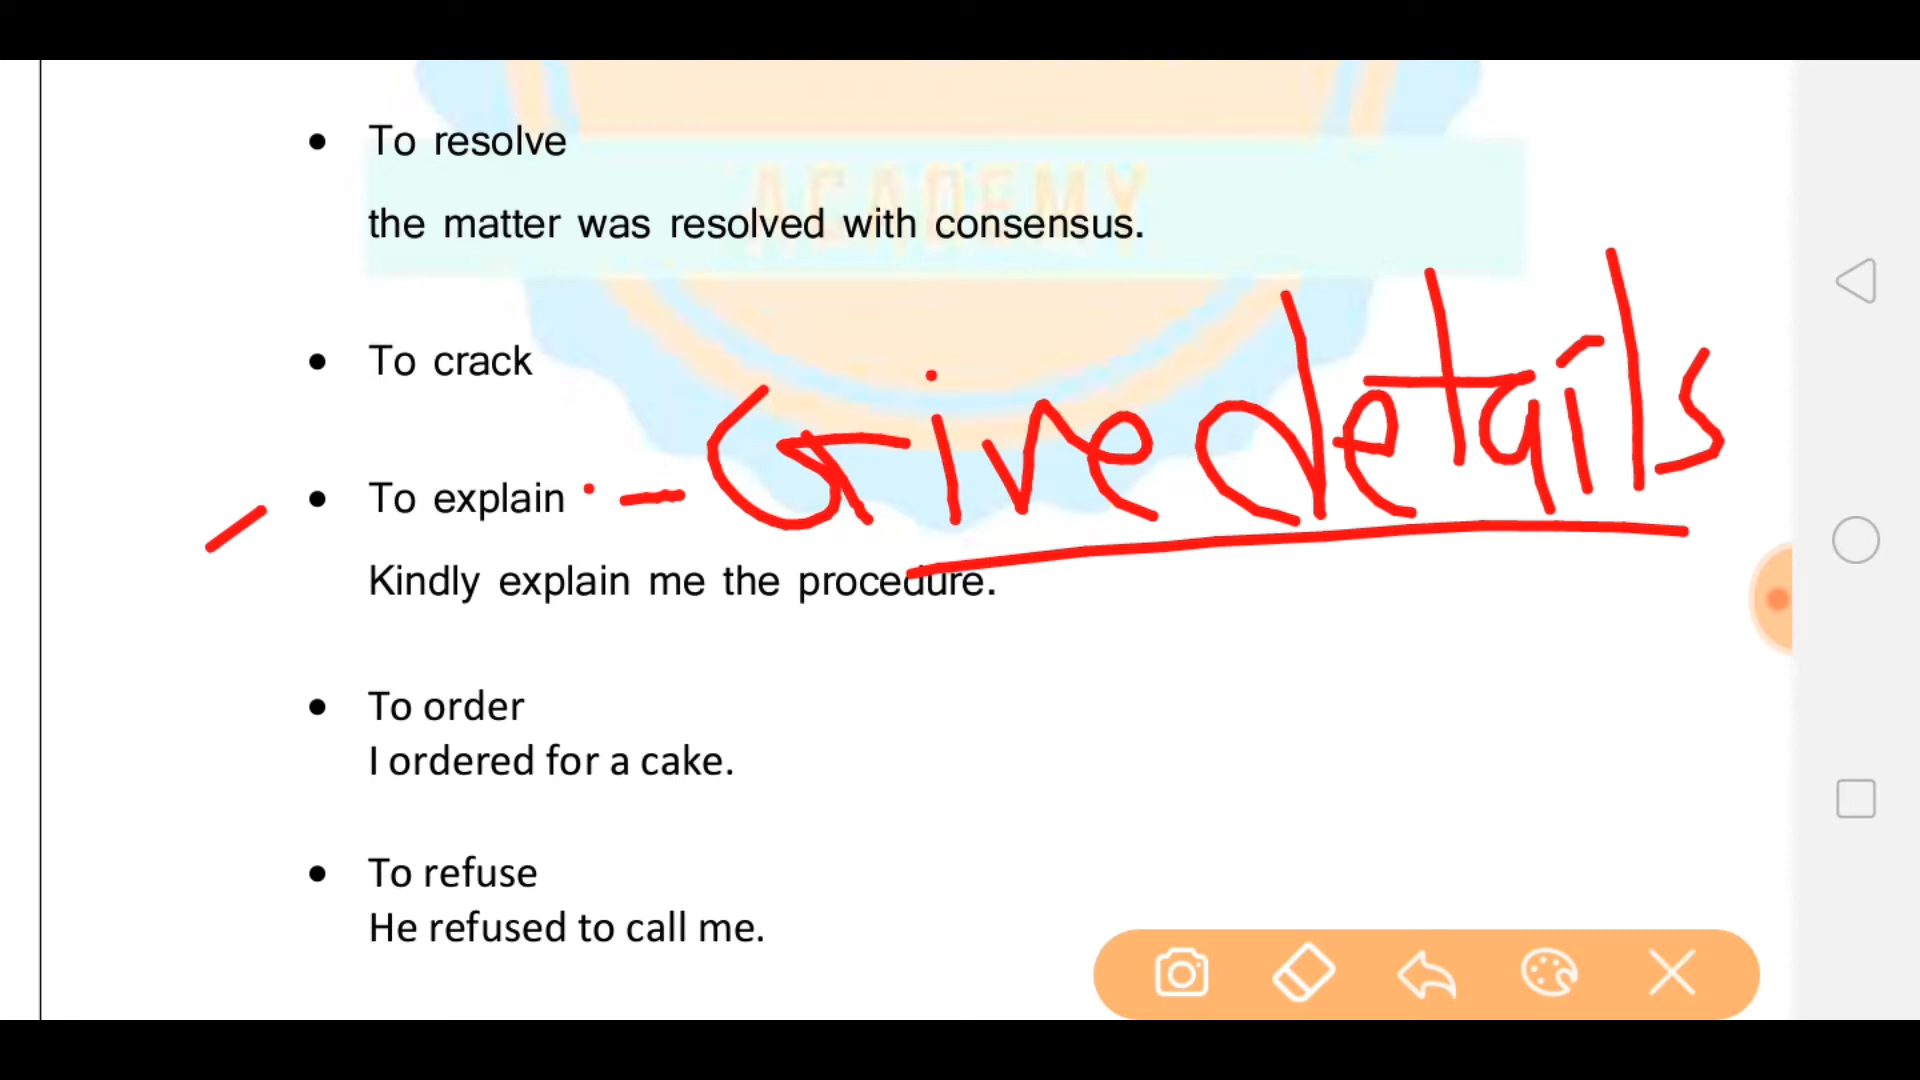 ACADEMY
• To resolve
the matter was resolved with consensus.
• To crack
• To explain - Give details
Kindly explain me the procedure.
• To order
I ordered for a cake.
• To refuse
He refused to call me.